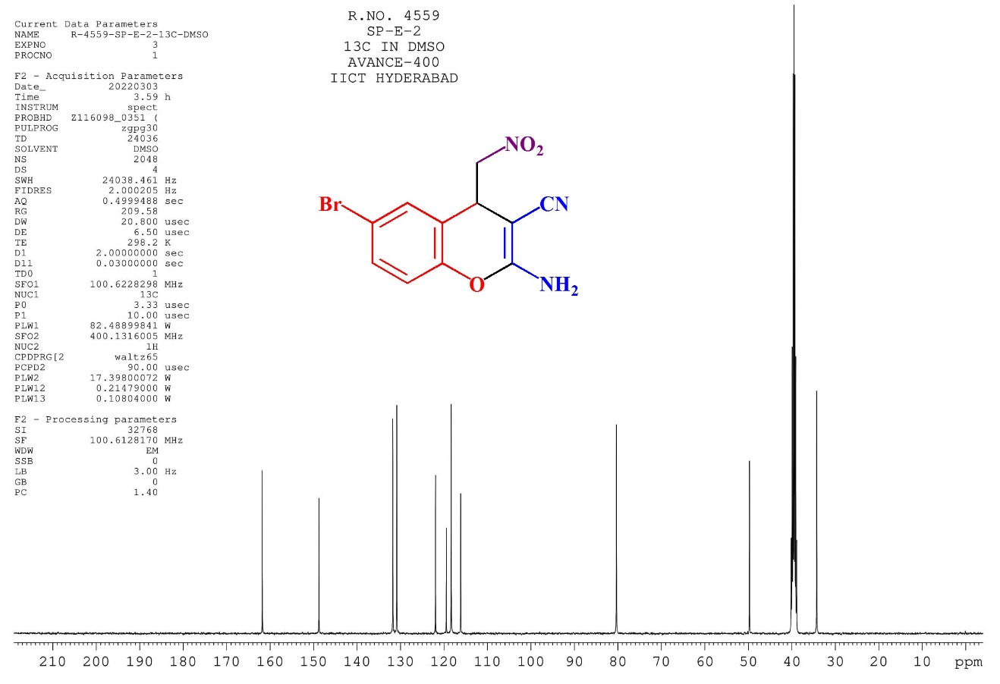 Current Data Parameters
NAME R-4559-SP-E-2-13C-DMSO
EXPNO 3
PROCNO 1
F2 - Acquisition Parameters
Date_ 20220303
Time 3.59 h
INSTRUM spect
PROBHD Z116098_0351 (
PULPROG zgpg30
TD 24036
SOLVENT DMSO
NS 2048
DS 4
SWH 24038.461 Hz
FIDRES 2.000205 Hz
AQ 0.4999488 sec
RG 209.58
DW 20.800 usec
DE 6.50 usec
TE 298.2 K
D1 2.00000000 sec
D11 0.03000000 sec
TD0 1
SFO1 100.6228298 MHz
NUC1 13C
P0 3.33 usec
P1 10.00 usec
PLW1 82.48899841 W
SFO2 400.1316005 MHz
NUC2 1H
CPDPRG[2 waltz65
PCPD2 90.00 usec
PLW2 17.39800072 W
PLW12 0.21479000 W
PLW13 0.10804000 W
F2 - Processing parameters
SI 32768
SF 100.6128170 MHz
WDW EM
SSB 0
LB 3.00 Hz
GB 0
PC 1.40
R.NO. 4559
SP-E-2
13C IN DMSO
AVANCE-400
IICT HYDERABAD
NO2
Br
CN
O
NH2
210 200 190 180 170 160 150 140 130 120 110 100 90 80 70 60 50 40 30 20 10 ppm